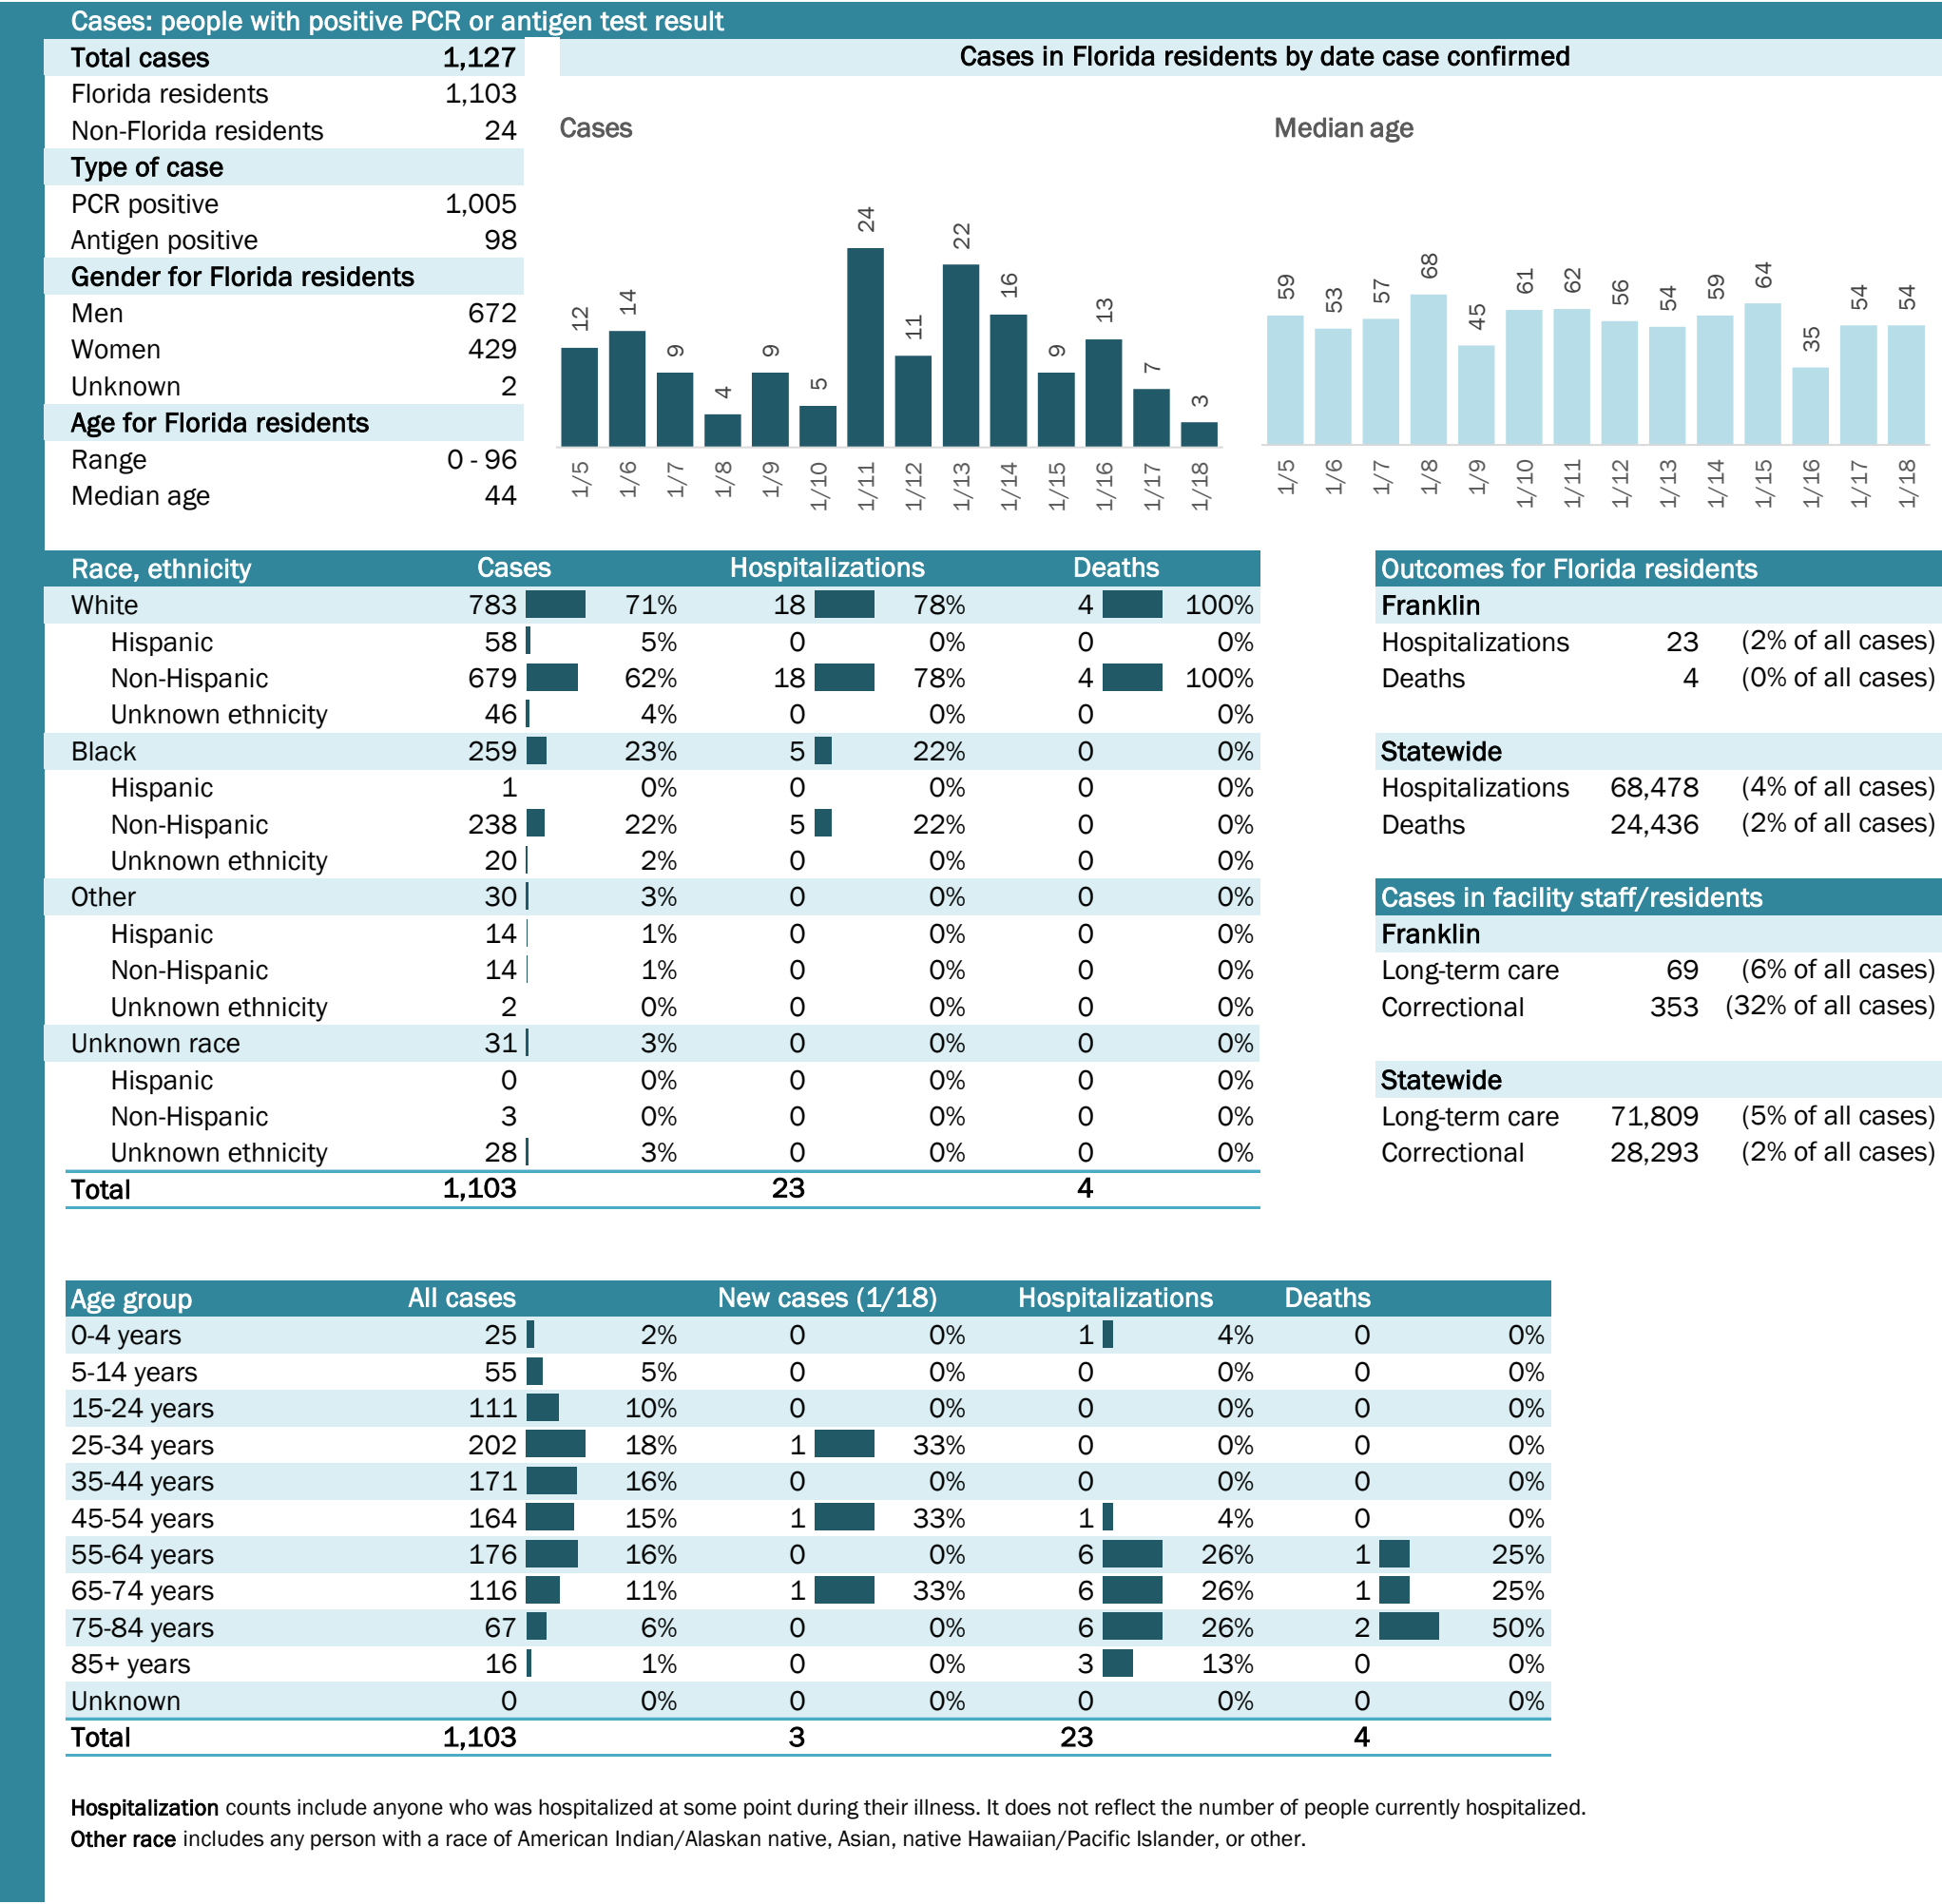 Cases: people with positive PCR or antigen test result
Total cases 1,127
Florida residents 1,103
Non-Florida residents 24
Type of case
PCR positive 1,005
Antigen positive 98
Gender for Florida residents
Men 672
Women 429
Unknown 2
Age for Florida residents
Range 0 - 96
Median age 44
Cases in Florida residents by date case confirmed
Cases
12 14 9 4 9 5 24 11 22 16 9 13 7 3
1/5 1/6 1/7 1/8 1/9 1/10 1/11 1/12 1/13 1/14 1/15 1/16 1/17 1/18
Median age
59 53 57 68 45 61 62 56 54 59 64 35 54 54
1/5 1/6 1/7 1/8 1/9 1/10 1/11 1/12 1/13 1/14 1/15 1/16 1/17 1/18
Race, ethnicity Cases Hospitalizations Deaths
White 783 71% 18 78% 4 100%
Hispanic 58 5% 0 0% 0 0%
Non-Hispanic 679 62% 18 78% 4 100%
Unknown ethnicity 46 4% 0 0% 0 0%
Black 259 23% 5 22% 0 0%
Hispanic 1 0% 0 0% 0 0%
Non-Hispanic 238 22% 5 22% 0 0%
Unknown ethnicity 20 2% 0 0% 0 0%
Other 30 3% 0 0% 0 0%
Hispanic 14 1% 0 0% 0 0%
Non-Hispanic 14 1% 0 0% 0 0%
Unknown ethnicity 2 0% 0 0% 0 0%
Unknown race 31 3% 0 0% 0 0%
Hispanic 0 0% 0 0% 0 0%
Non-Hispanic 3 0% 0 0% 0 0%
Unknown ethnicity 28 3% 0 0% 0 0%
Total 1,103 23 4
Outcomes for Florida residents
Franklin
Hospitalizations 23 (2% of all cases)
Deaths 4 (0% of all cases)
Statewide
Hospitalizations 68,478 (4% of all cases)
Deaths 24,436 (2% of all cases)
Cases in facility staff/residents
Franklin
Long-term care 69 (6% of all cases)
Correctional 353 (32% of all cases)
Statewide
Long-term care 71,809 (5% of all cases)
Correctional 28,293 (2% of all cases)
Age group All cases New cases (1/18) Hospitalizations Deaths
0-4 years 25 2% 0 0% 1 4% 0 0%
5-14 years 55 5% 0 0% 0 0% 0 0%
15-24 years 111 10% 0 0% 0 0% 0 0%
25-34 years 202 18% 1 33% 0 0% 0 0%
35-44 years 171 16% 0 0% 0 0% 0 0%
45-54 years 164 15% 1 33% 1 4% 0 0%
55-64 years 176 16% 0 0% 6 26% 1 25%
65-74 years 116 11% 1 33% 6 26% 1 25%
75-84 years 67 6% 0 0% 6 26% 2 50%
85+ years 16 1% 0 0% 3 13% 0 0%
Unknown 0 0% 0 0% 0 0% 0 0%
Total 1,103 3 23 4
Hospitalization counts include anyone who was hospitalized at some point during their illness. It does not reflect the number of people currently hospitalized.
Other race includes any person with a race of American Indian/Alaskan native, Asian, native Hawaiian/Pacific Islander, or other.